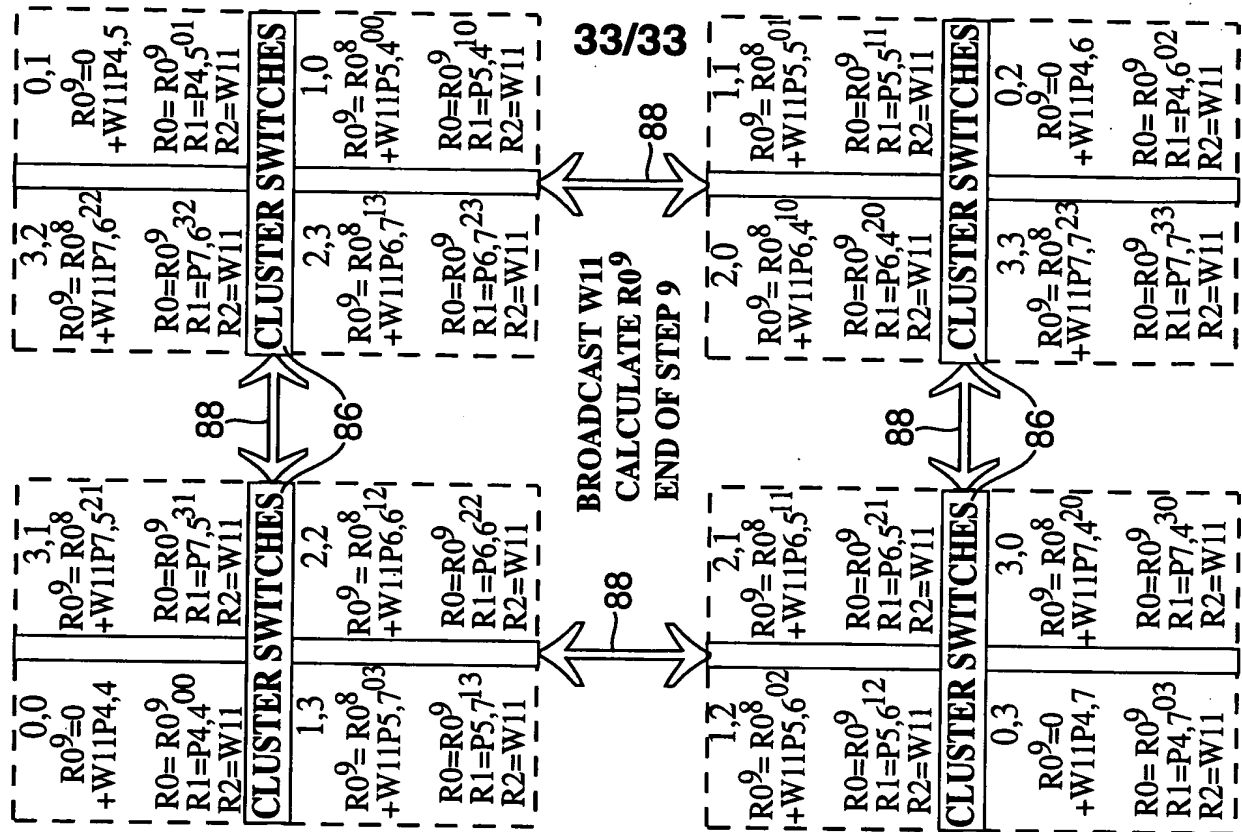 33/33
0,0
R0⁹=0
+W11P4,4
R0= R0⁹
R1=P4,4⁰⁰
R2=W11
3,1
R0⁹= R0⁸
+W11P7,5²¹
R0=R0⁹
R1=P7,5³¹
R2=W11
CLUSTER SWITCHES
1,3
R0⁹= R0⁸
+W11P5,7⁰³
R0=R0⁹
R1=P5,7¹³
R2=W11
2,2
R0⁹= R0⁸
+W11P6,6¹²
R0=R0⁹
R1=P6,6²²
R2=W11
88
86
3,2
R0⁹= R0⁸
+W11P7,6²²
R0=R0⁹
R1=P7,6³²
R2=W11
0,1
R0⁹=0
+W11P4,5
R0= R0⁹
R1=P4,5⁰¹
R2=W11
CLUSTER SWITCHES
2,3
R0⁹= R0⁸
+W11P6,7¹³
R0=R0⁹
R1=P6,7²³
R2=W11
1,0
R0⁹= R0⁸
+W11P5,4⁰⁰
R0=R0⁹
R1=P5,4¹⁰
R2=W11
88
BROADCAST W11
CALCULATE R0⁹
END OF STEP 9
88
1,2
R0⁹= R0⁸
+W11P5,6⁰²
R0=R0⁹
R1=P5,6¹²
R2=W11
2,1
R0⁹= R0⁸
+W11P6,5¹¹
R0=R0⁹
R1=P6,5²¹
R2=W11
CLUSTER SWITCHES
0,3
R0⁹=0
+W11P4,7
R0= R0⁹
R1=P4,7⁰³
R2=W11
3,0
R0⁹= R0⁸
+W11P7,4²⁰
R0=R0⁹
R1=P7,4³⁰
R2=W11
88
86
2,0
R0⁹= R0⁸
+W11P6,4¹⁰
R0=R0⁹
R1=P6,4²⁰
R2=W11
1,1
R0⁹= R0⁸
+W11P5,5⁰¹
R0=R0⁹
R1=P5,5¹¹
R2=W11
CLUSTER SWITCHES
3,3
R0⁹= R0⁸
+W11P7,7²³
R0=R0⁹
R1=P7,7³³
R2=W11
0,2
R0⁹=0
+W11P4,6
R0= R0⁹
R1=P4,6⁰²
R2=W11